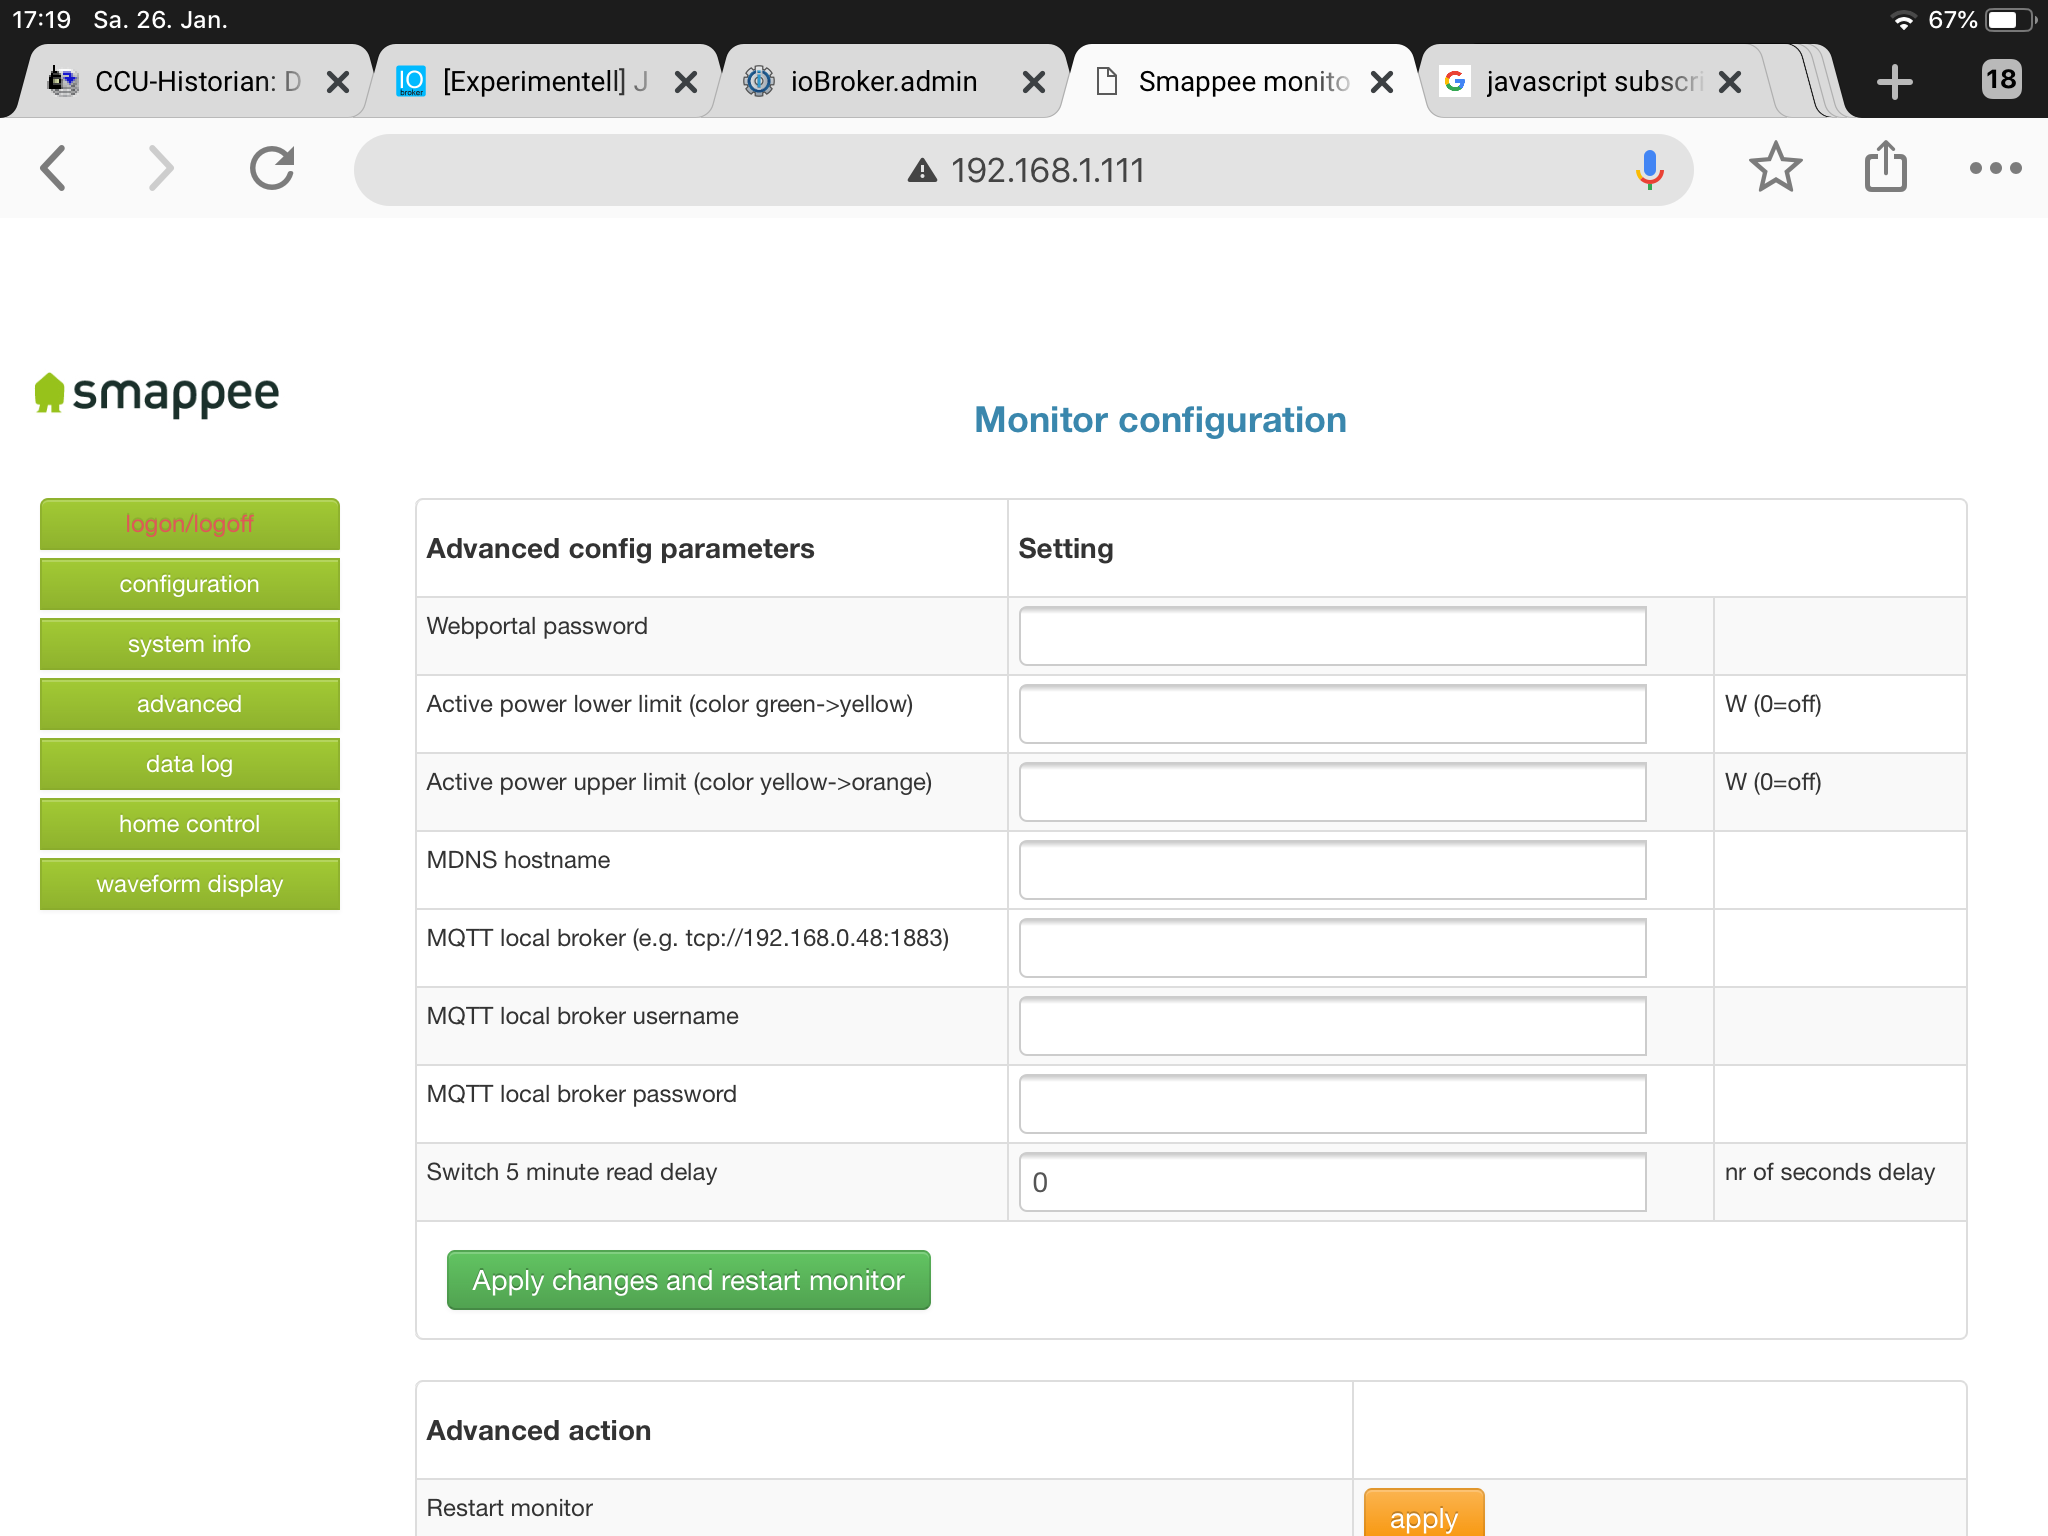 17:19 Sa. 26. Jan. 67%
CCU-Historian: D [Experimentell] J ioBroker.admin Smappee monito javascript subscri 18
192.168.1.111
smappee
Monitor configuration
logon/logoff
configuration
system info
advanced
data log
home control
waveform display
Advanced config parameters Setting
Webportal password
Active power lower limit (color green->yellow) W (0=off)
Active power upper limit (color yellow->orange) W (0=off)
MDNS hostname
MQTT local broker (e.g. tcp://192.168.0.48:1883)
MQTT local broker username
MQTT local broker password
Switch 5 minute read delay 0 nr of seconds delay
Apply changes and restart monitor
Advanced action
Restart monitor apply